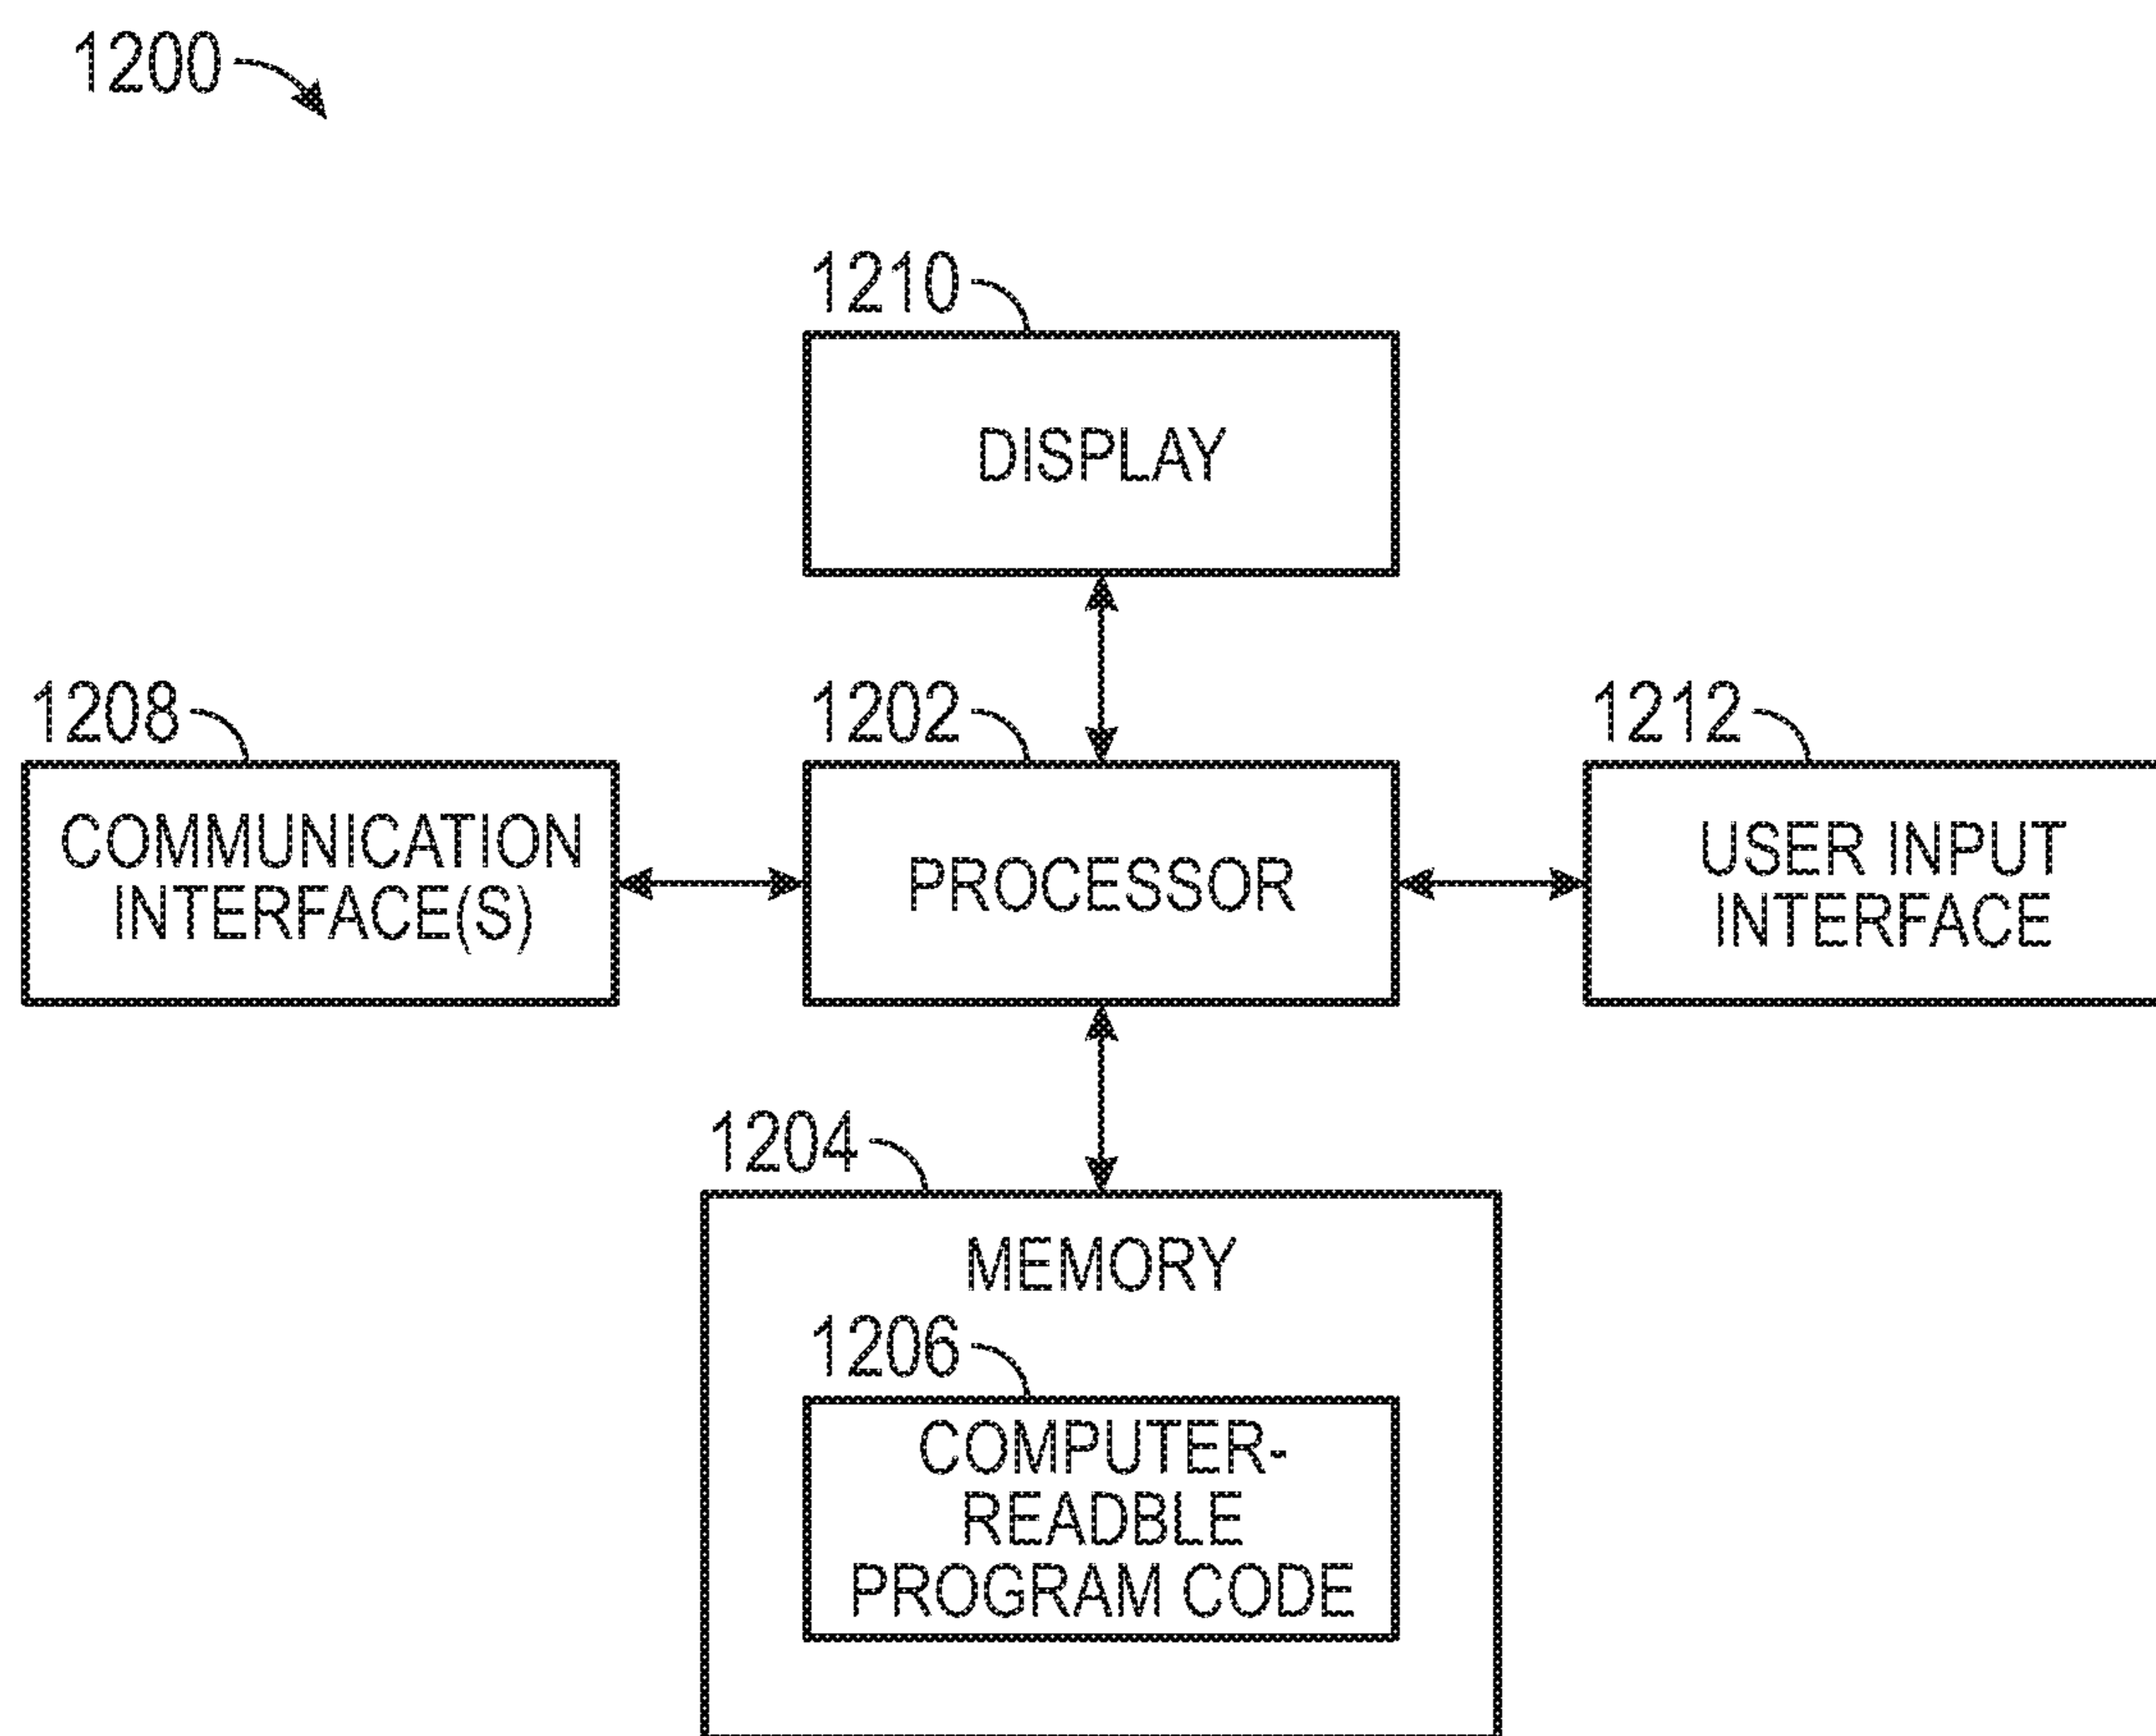 1200
1210
DISPLAY
1208
1202
1212
COMMUNICATION
INTERFACE(S)
PROCESSOR
USER INPUT
INTERFACE
1204
MEMORY
1206
COMPUTER-
READBLE
PROGRAM CODE